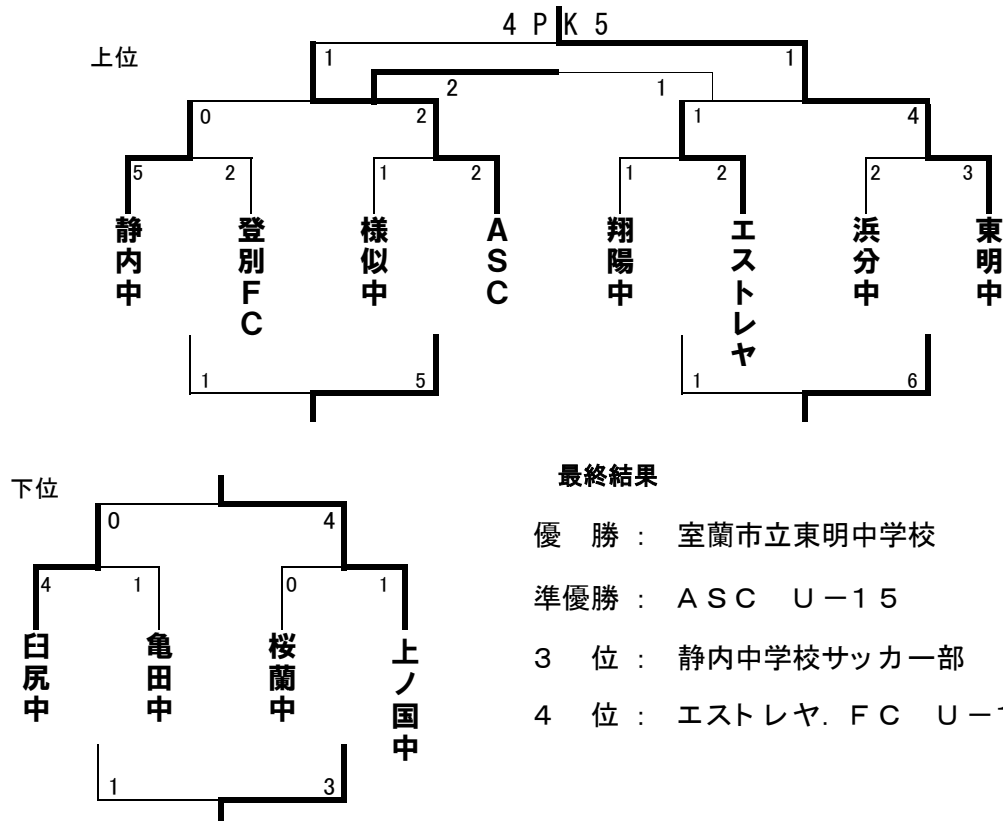 4 P K 5
上位
1 1
2 1
0 2 1 4
5 2 1 2 1 2 2 3
静内中
登別FC
様似中
ASC
翔陽中
エストレヤ
浜分中
東明中
1 5 1 6
下位
最終結果
0 4
優 勝 : 室蘭市立東明中学校
4 1 0 1
準優勝 : ASC U-15
臼尻中
亀田中
桜蘭中
上ノ国中
3 位 : 静内中学校サッカー部
4 位 : エストレヤ. FC U-
1 3